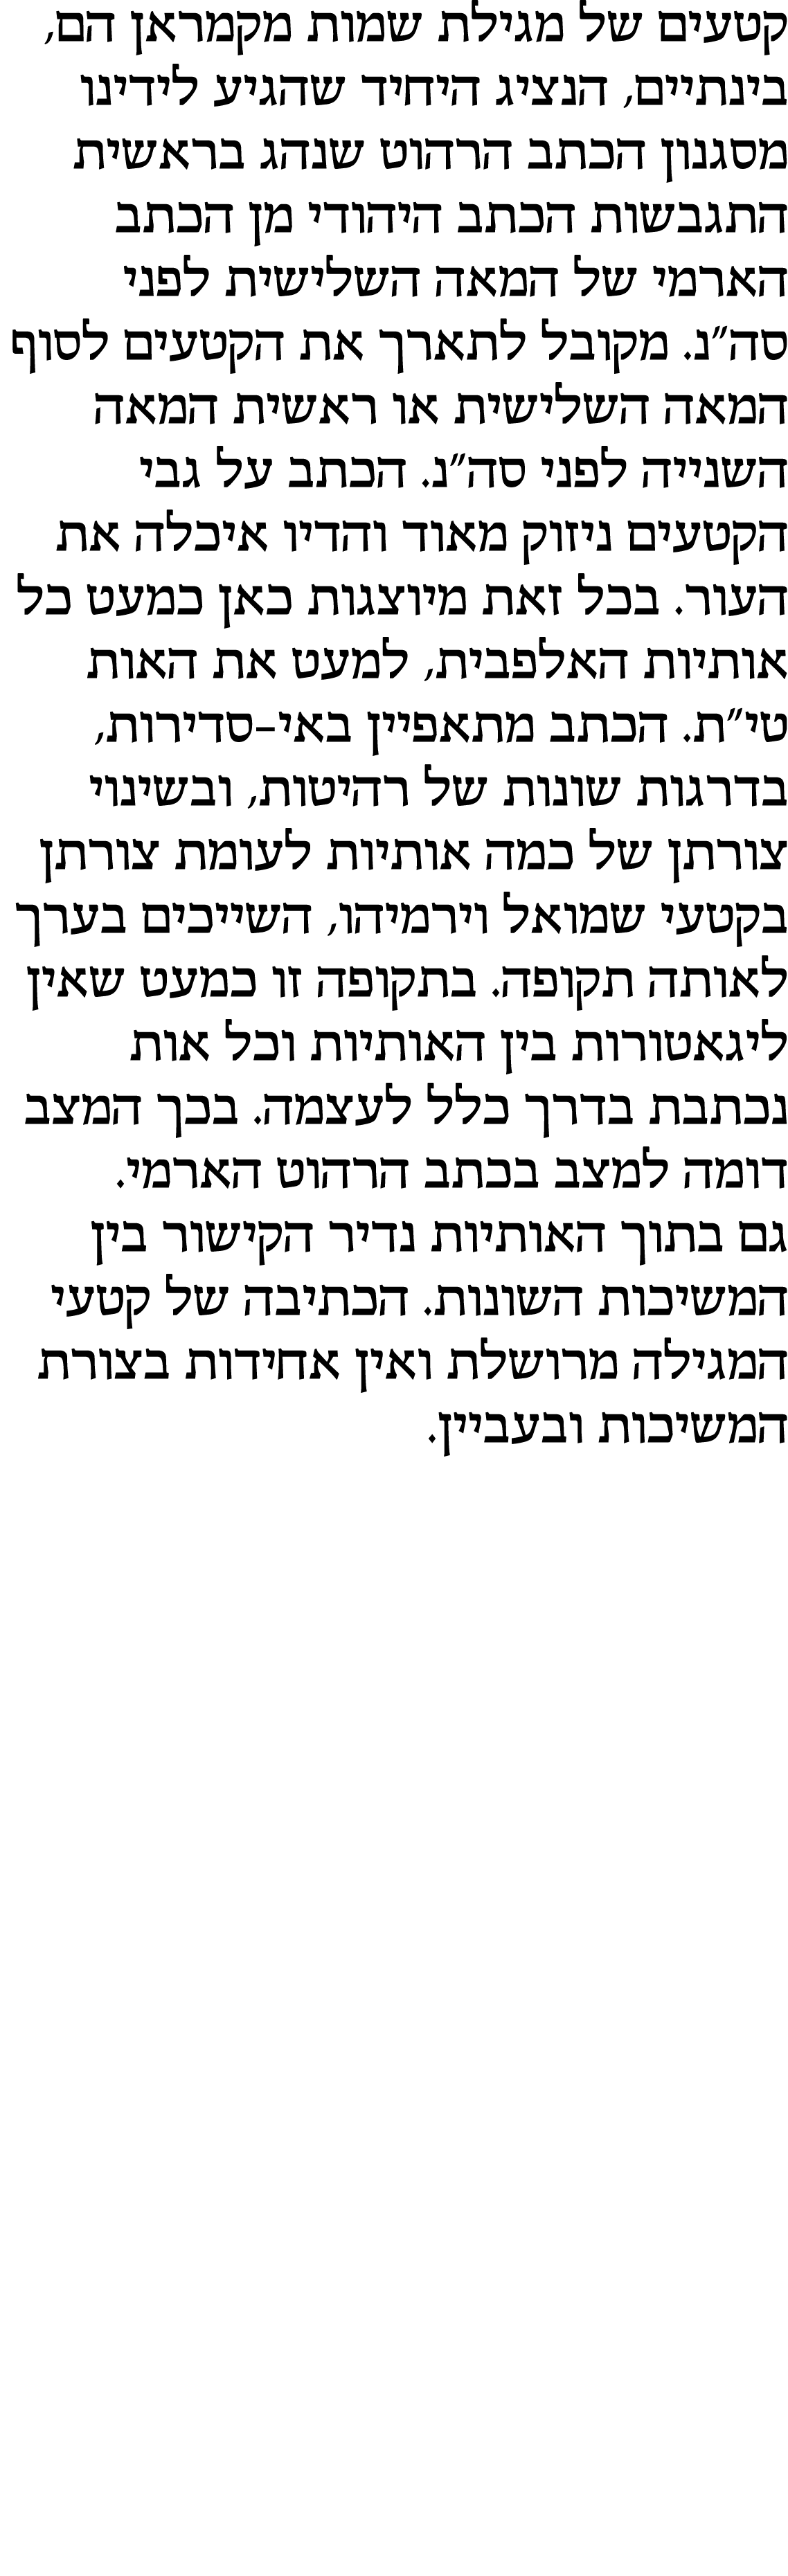 קטעים של מגילת שמות מקמראן הם,
בינתיים, הנציג היחיד שהגיע לידינו
מסגנון הכתב הרהוט שנהג בראשית
התגבשות הכתב היהודי מן הכתב
הארמי של המאה השלישית לפני
סה״נ. מקובל לתארך את הקטעים לסוף
המאה השלישית או ראשית המאה
השנייה לפני סה״נ. הכתב על גבי
הקטעים ניזוק מאוד והדיו איכלה את
העור. בכל זאת מיוצגות כאן כמעט כל
אותיות האלפבית, למעט את האות
טי״ת. הכתב מתאפיין באי-סדירות,
בדרגות שונות של רהיטות, ובשינוי
צורתן של כמה אותיות לעומת צורתן
בקטעי שמואל וירמיהו, השייכים בערך
לאותה תקופה. בתקופה זו כמעט שאין
ליגאטורות בין האותיות וכל אות
נכתבת בדרך כלל לעצמה. בכך המצב
דומה למצב בכתב הרהוט הארמי.
גם בתוך האותיות נדיר הקישור בין
המשיכות השונות. הכתיבה של קטעי
המגילה מרושלת ואין אחידות בצורת
המשיכות ובעביין.